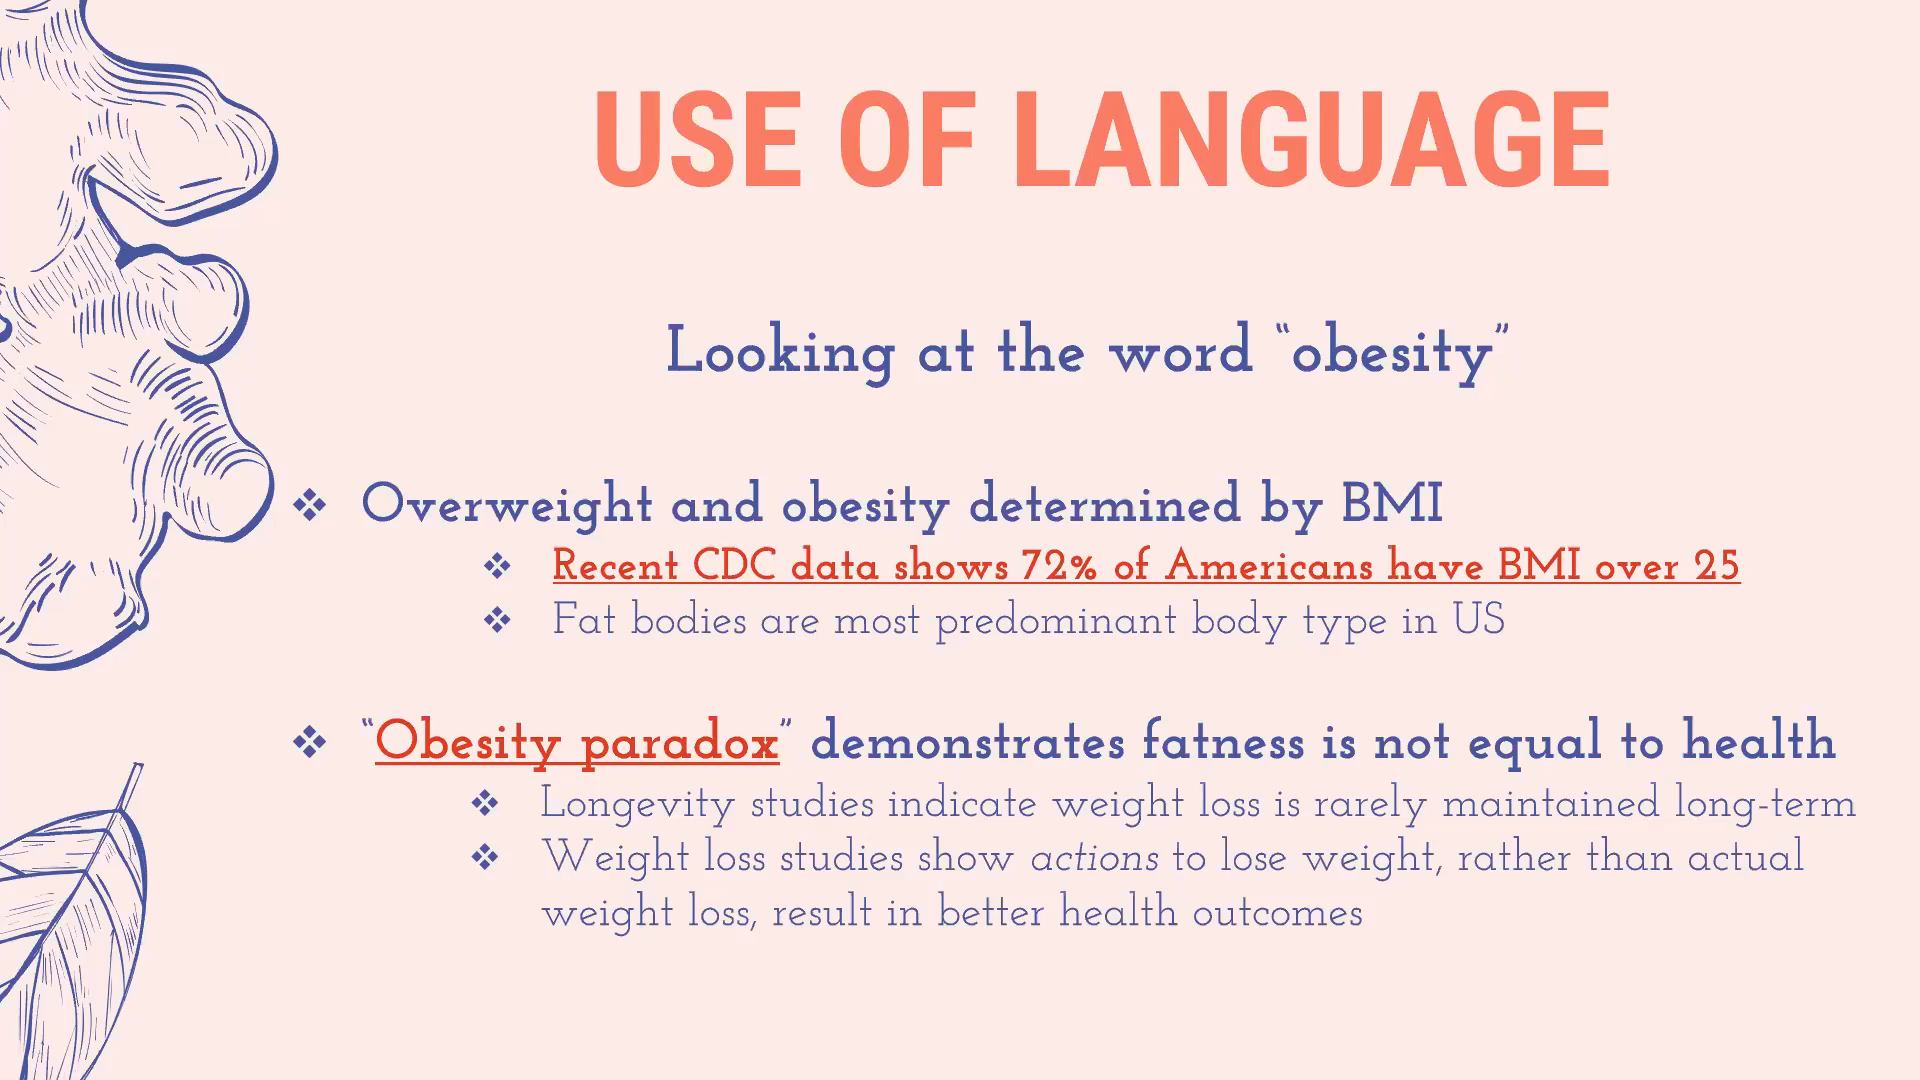 USE OF LANGUAGE
Looking at the word “obesity”
❖ Overweight and obesity determined by BMI
❖ Recent CDC data shows 72% of Americans have BMI over 25
❖ Fat bodies are most predominant body type in US
❖ “Obesity paradox” demonstrates fatness is not equal to health
❖ Longevity studies indicate weight loss is rarely maintained long-term
❖ Weight loss studies show actions to lose weight, rather than actual
weight loss, result in better health outcomes